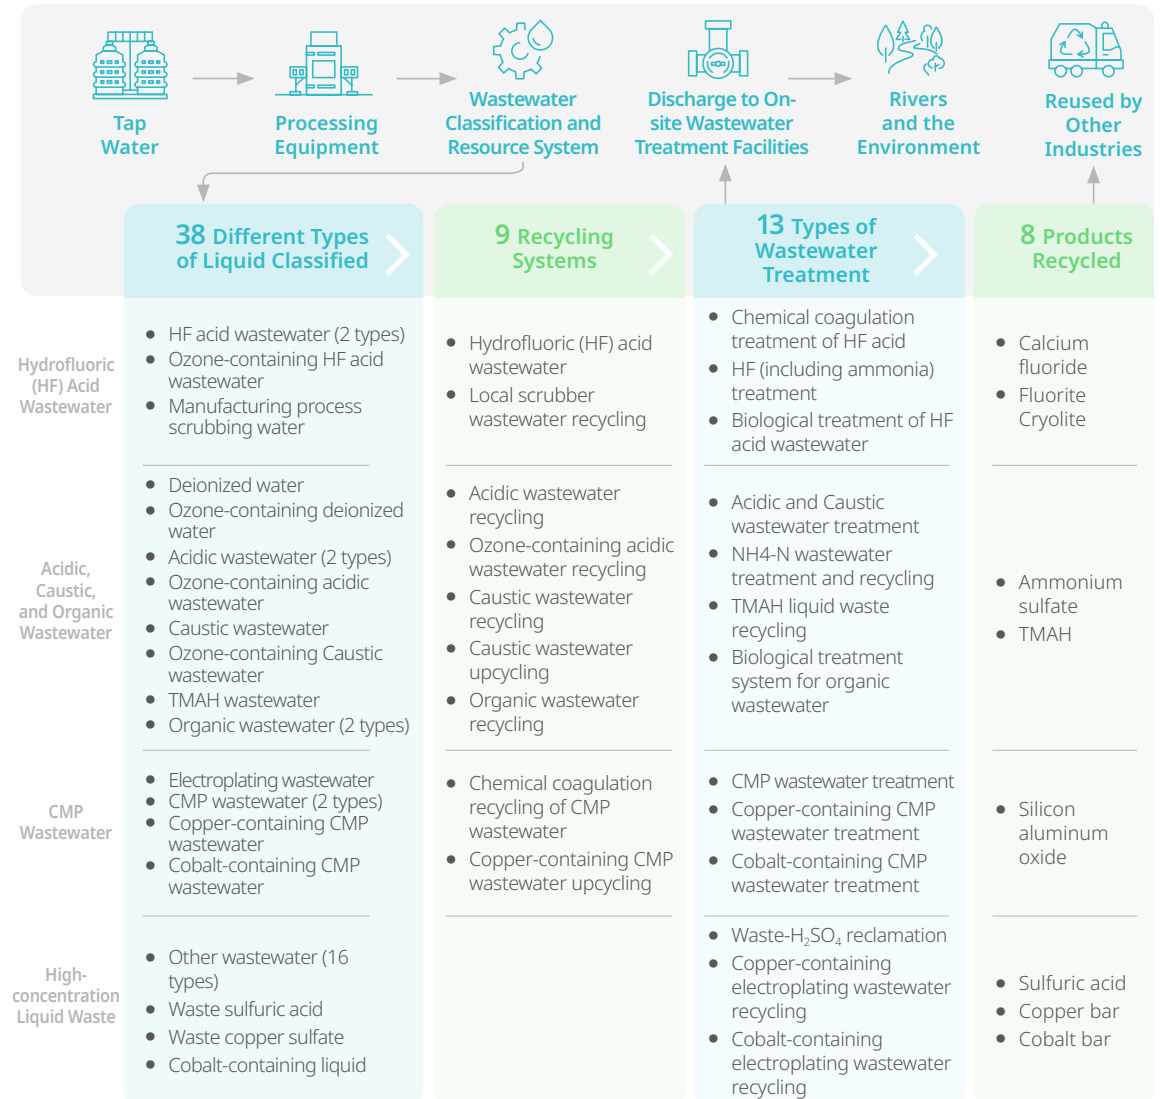 Tap
Water
Processing
Equipment
Wastewater
Classification and
Resource System
Discharge to On-
site Wastewater
Treatment Facilities
Rivers
and the
Environment
Reused by
Other
Industries
38 Different Types
of Liquid Classified
9 Recycling
Systems
13 Types of
Wastewater
Treatment
8 Products
Recycled
Hydrofluoric
(HF) Acid
Wastewater
• HF acid wastewater (2 types)
• Ozone-containing HF acid
wastewater
• Manufacturing process
scrubbing water
• Hydrofluoric (HF) acid
wastewater
• Local scrubber
wastewater recycling
• Chemical coagulation
treatment of HF acid
• HF (including ammonia)
treatment
• Biological treatment of HF
acid wastewater
• Calcium
fluoride
• Fluorite
Cryolite
Acidic,
Caustic,
and Organic
Wastewater
• Deionized water
• Ozone-containing deionized
water
• Acidic wastewater (2 types)
• Ozone-containing acidic
wastewater
• Caustic wastewater
• Ozone-containing Caustic
wastewater
• TMAH wastewater
• Organic wastewater (2 types)
• Acidic wastewater
recycling
• Ozone-containing acidic
wastewater recycling
• Caustic wastewater
recycling
• Caustic wastewater
upcycling
• Organic wastewater
recycling
• Acidic and Caustic
wastewater treatment
• NH4-N wastewater
treatment and recycling
• TMAH liquid waste
recycling
• Biological treatment
system for organic
wastewater
• Ammonium
sulfate
• TMAH
CMP
Wastewater
• Electroplating wastewater
• CMP wastewater (2 types)
• Copper-containing CMP
wastewater
• Cobalt-containing CMP
wastewater
• Chemical coagulation
recycling of CMP
wastewater
• Copper-containing CMP
wastewater upcycling
• CMP wastewater treatment
• Copper-containing CMP
wastewater treatment
• Cobalt-containing CMP
wastewater treatment
• Silicon
aluminum
oxide
High-
concentration
Liquid Waste
• Other wastewater (16
types)
• Waste sulfuric acid
• Waste copper sulfate
• Cobalt-containing liquid
• Waste-H₂SO₄ reclamation
• Copper-containing
electroplating wastewater
recycling
• Cobalt-containing
electroplating wastewater
recycling
• Sulfuric acid
• Copper bar
• Cobalt bar